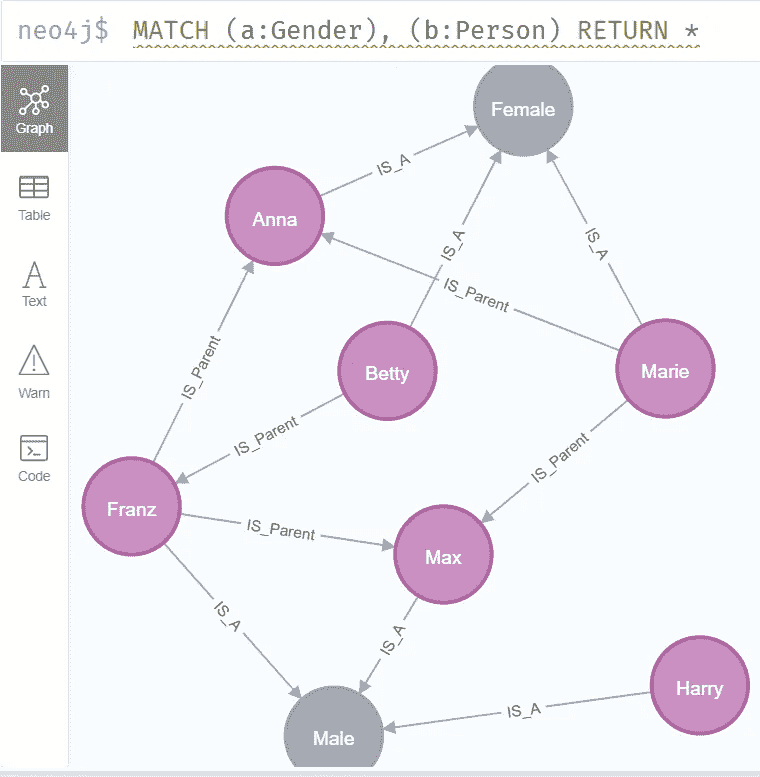 neo4j$ MATCH (a:Gender), (b:Person) RETURN *
Graph
Table
Text
Warn
Code
Female
IS_A
Anna
IS_A
IS_A
IS_Parent
IS_Parent
Betty
Marie
IS_Parent
IS_Parent
Franz
IS_Parent
Max
IS_A
IS_A
Harry
IS_A
Male